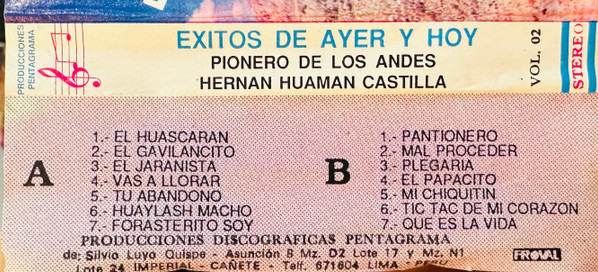 PRODUCCIONES
PENTAGRAMA
EXITOS DE AYER Y HOY
PIONERO DE LOS ANDES
HERNAN HUAMAN CASTILLA
VOL. 02
STEREO
A
1.- EL HUASCARAN
2.- EL GAVILANCITO
3.- EL JARANISTA
4.- VAS A LLORAR
5.- TU ABANDONO
6.- HUAYLASH MACHO
7.- FORASTERITO SOY
B
1.- PANTIONERO
2.- MAL PROCEDER
3.- PLEGARIA
4.- EL PAPACITO
5.- MI CHIQUITIN
6.- TIC TAC DE MI CORAZON
7.- QUE ES LA VIDA
PRODUCCIONES DISCOGRAFICAS PENTAGRAMA
de: Silvio Luyo Quispe - Asunción 8 Mz. D2 Lote 17 y Mz. N1
Lote 24 IMPERIAL - CAÑETE - Telf. 671604 LIMA
PROVAL